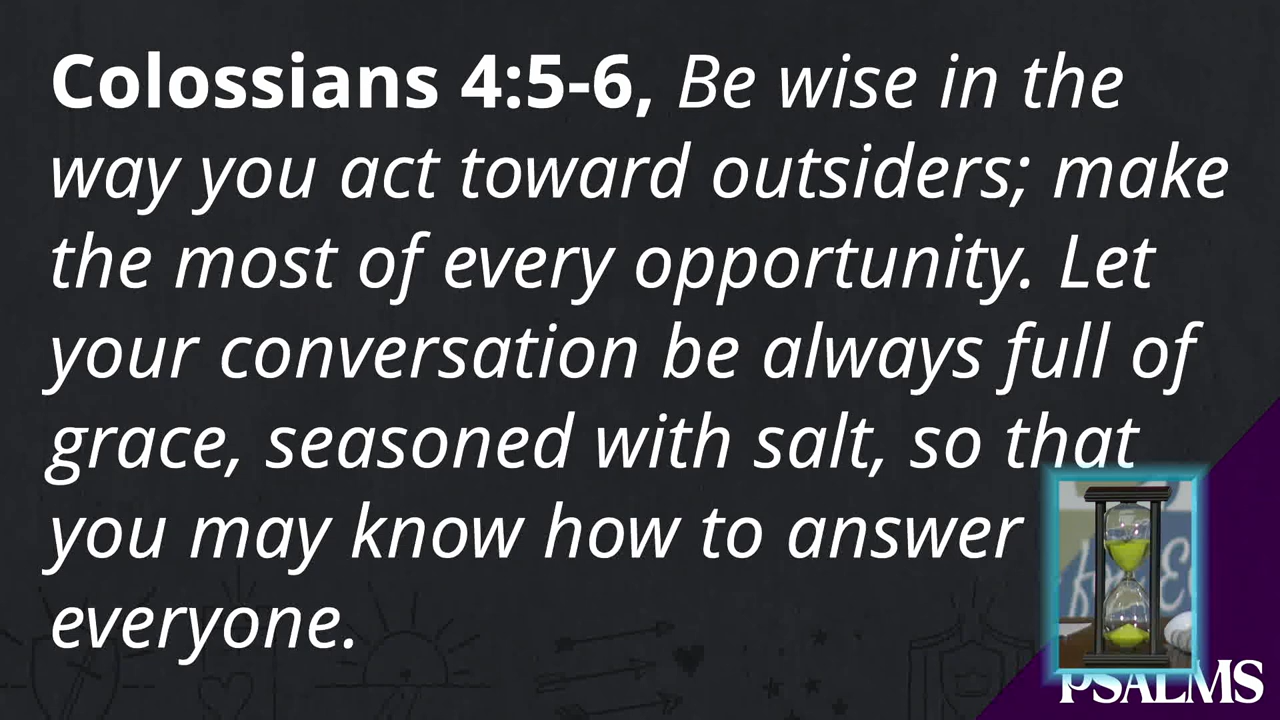 Colossians 4:5-6, Be wise in the
way you act toward outsiders; make
the most of every opportunity. Let
your conversation be always full of
grace, seasoned with salt, so that
you may know how to answer
everyone.
PSALMS